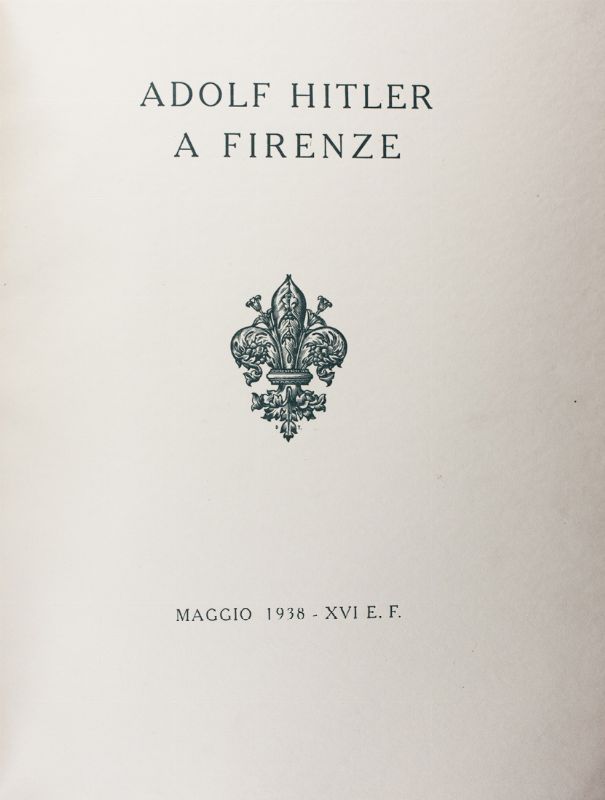 ADOLF HITLER
A FIRENZE
MAGGIO 1938 - XVI E. F.